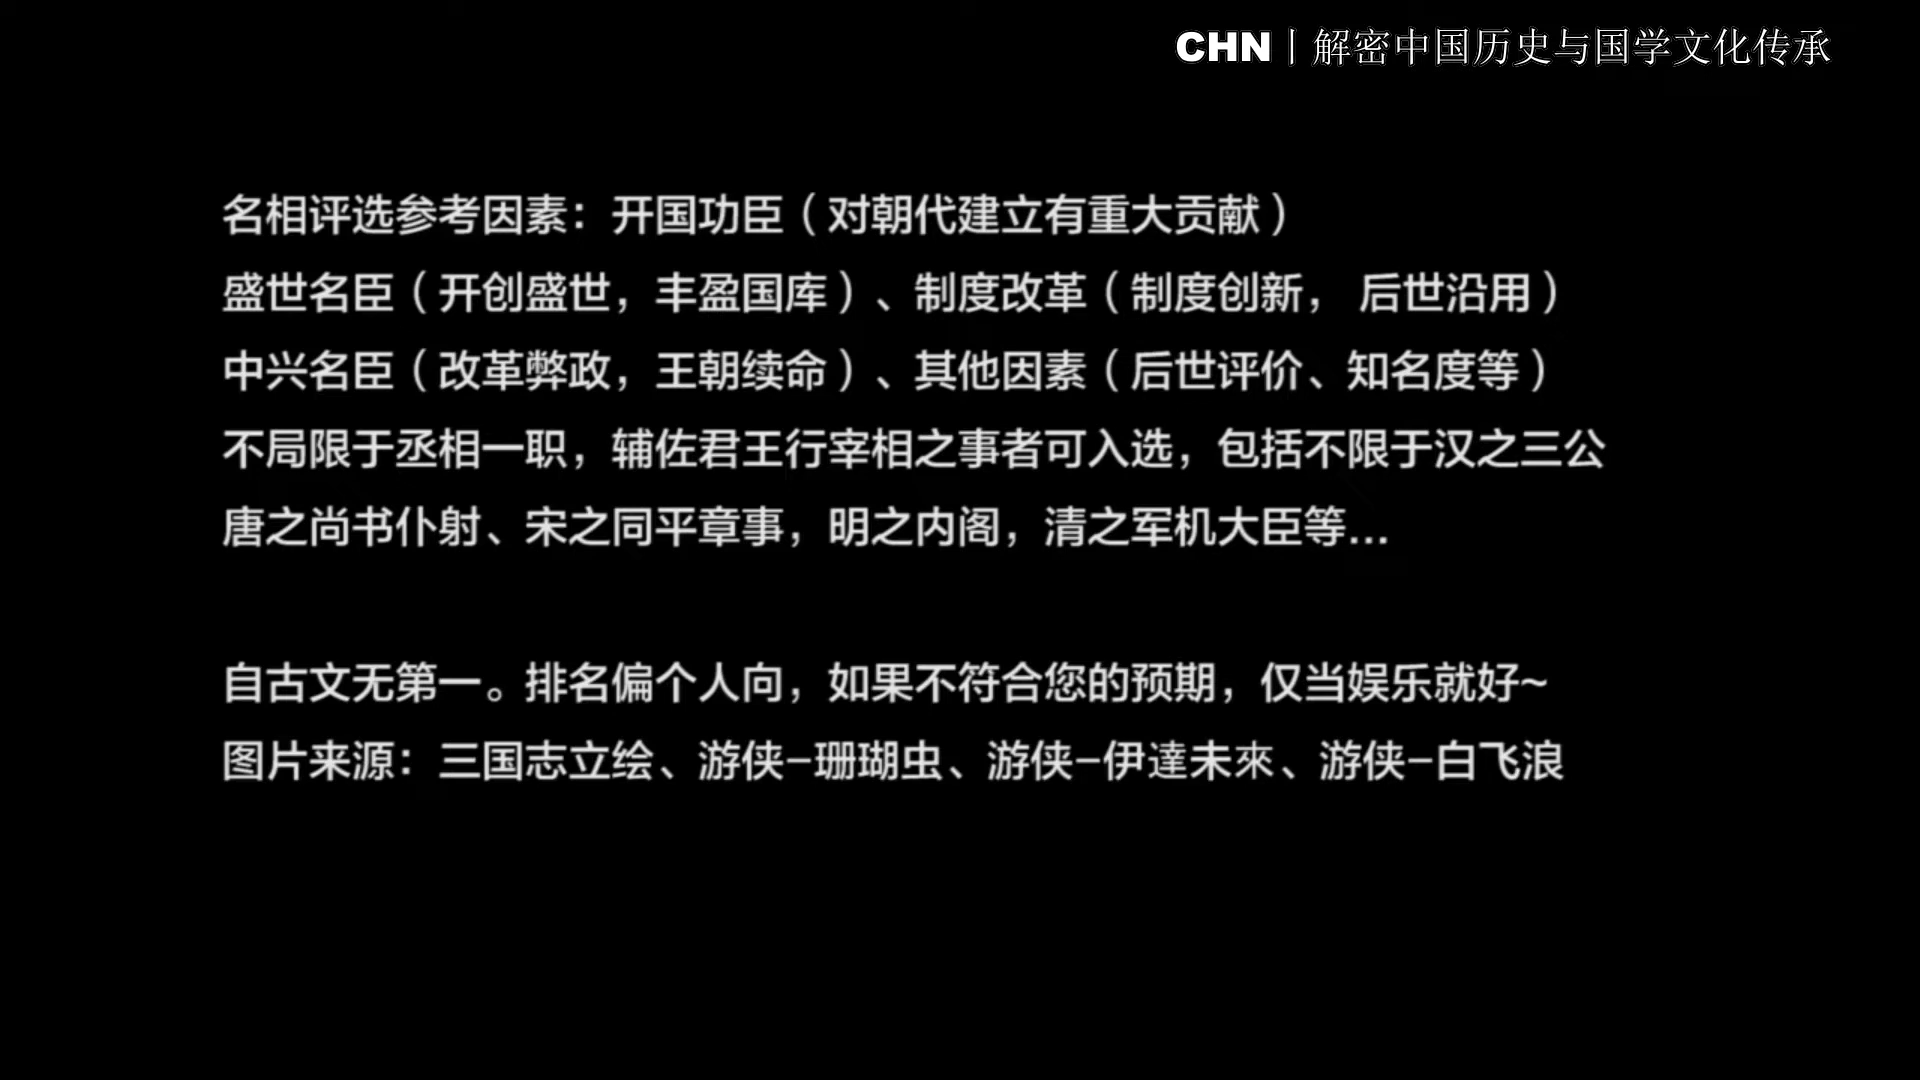 CHN丨解密中国历史与国学文化传承
名相评选参考因素：开国功臣（对朝代建立有重大贡献）
盛世名臣（开创盛世，丰盈国库）、制度改革（制度创新， 后世沿用）
中兴名臣（改革弊政，王朝续命）、其他因素（后世评价、知名度等）
不局限于丞相一职，辅佐君王行宰相之事者可入选，包括不限于汉之三公
唐之尚书仆射、宋之同平章事，明之内阁，清之军机大臣等...
自古文无第一。排名偏个人向，如果不符合您的预期，仅当娱乐就好~
图片来源：三国志立绘、游侠-珊瑚虫、游侠-伊達未來、游侠-白飞浪